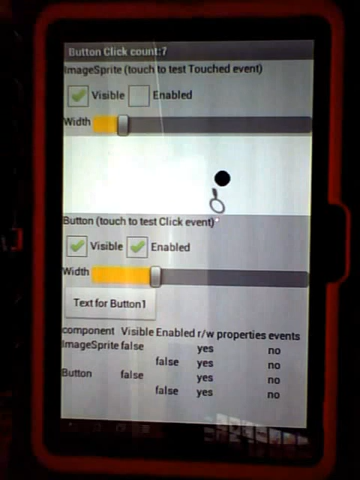 Button Click count:7
ImageSprite (touch to test Touched event)
Visible Enabled
Width
Button (touch to test Click event)
Visible Enabled
Width
Text for Button1
component Visible Enabled r/w properties events
ImageSprite false yes no
false yes no
Button false yes no
false yes no